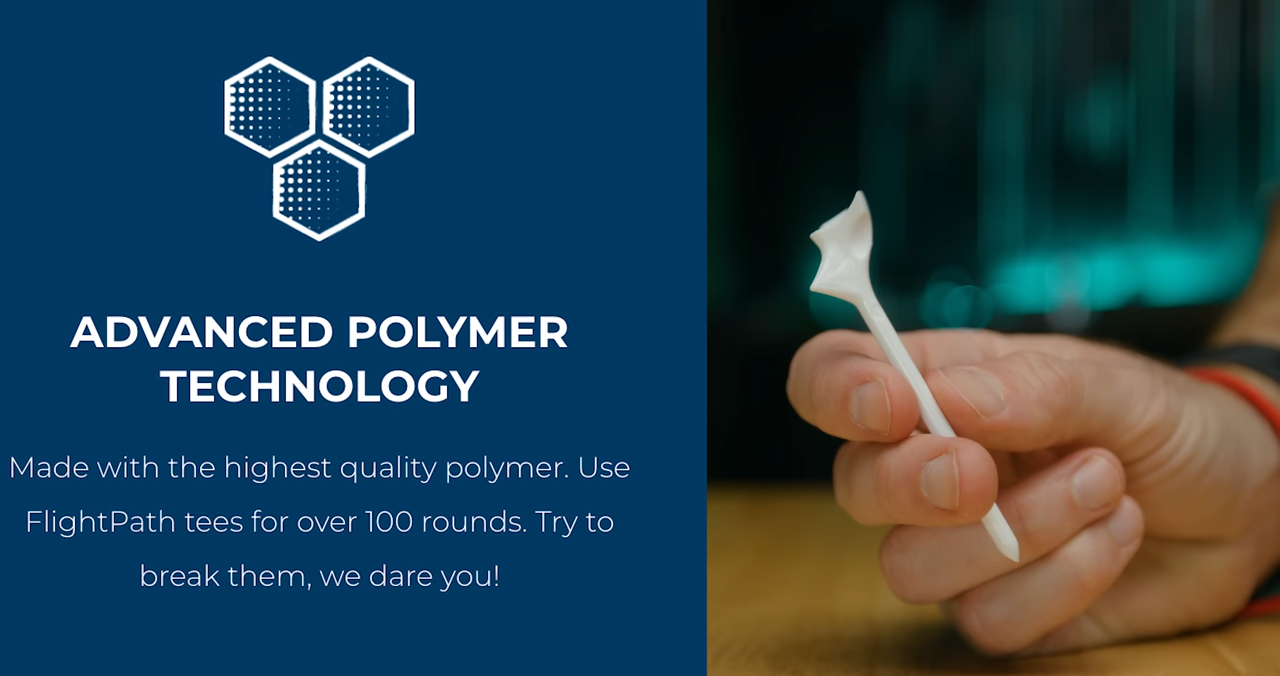 ADVANCED POLYMER
TECHNOLOGY
Made with the highest quality polymer. Use
FlightPath tees for over 100 rounds. Try to
break them, we dare you!